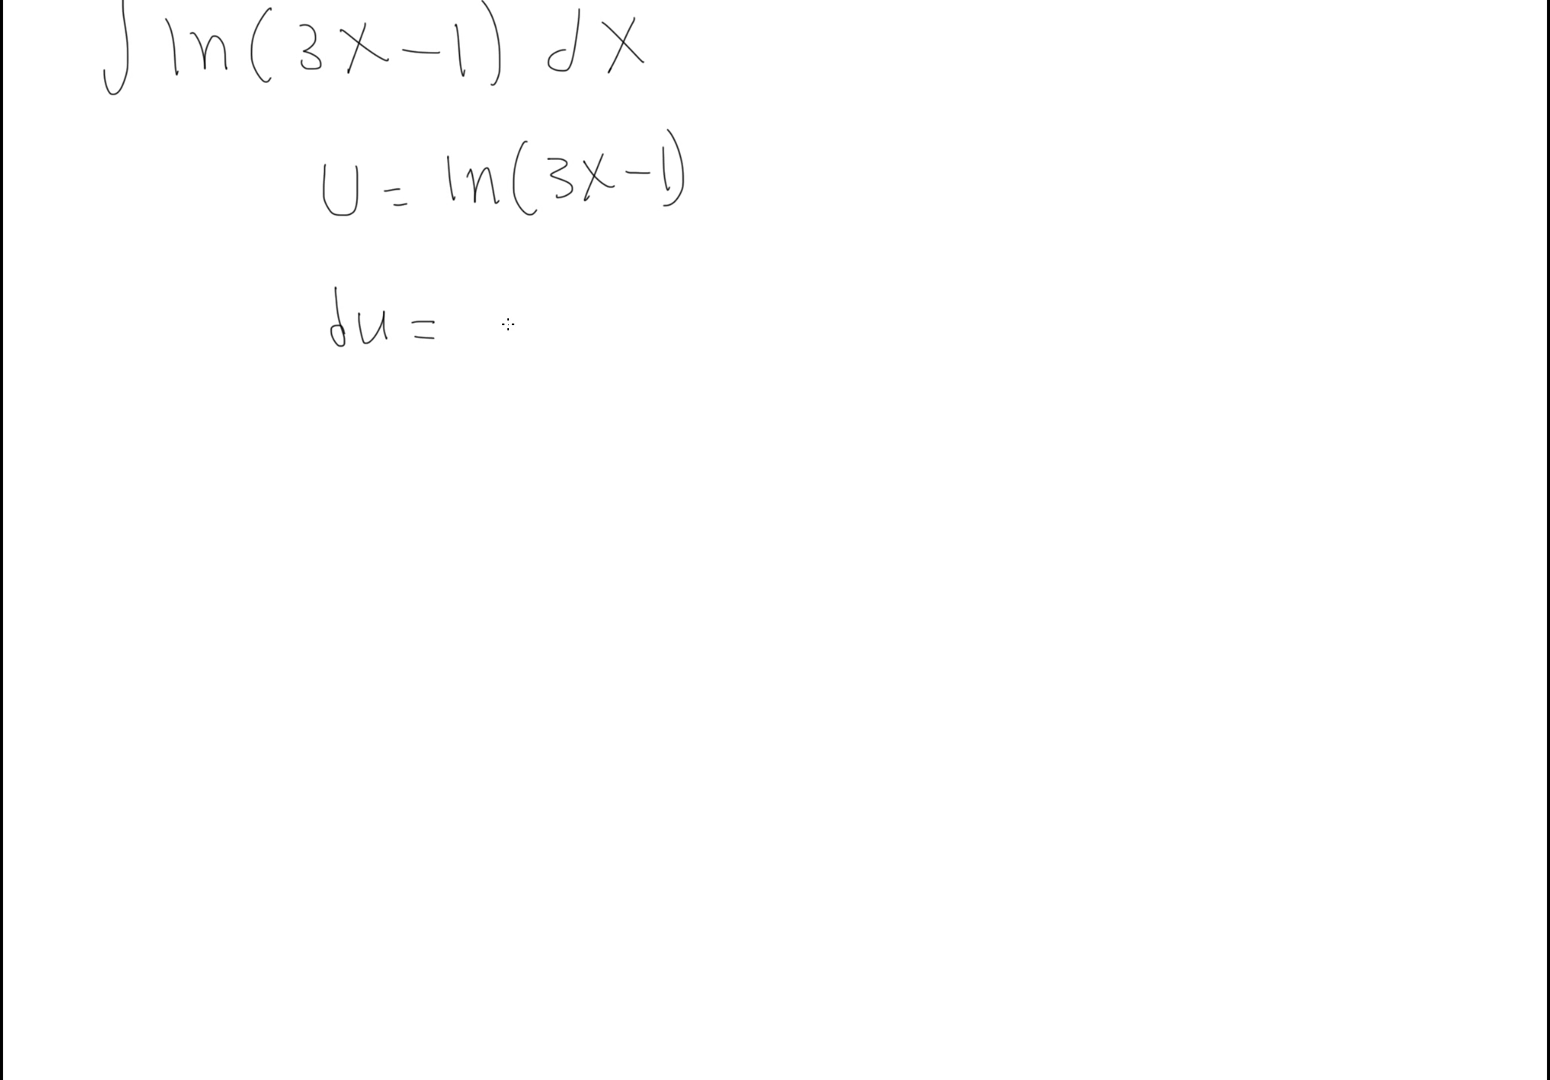 ∫ ln(3x-1) dx
U = ln(3x-1)
du =